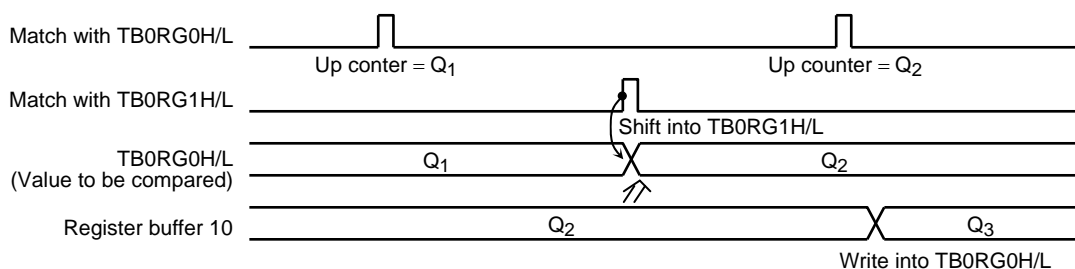 Match with TB0RG0H/L
Up conter = Q1
Up counter = Q2
Match with TB0RG1H/L
Shift into TB0RG1H/L
TB0RG0H/L
(Value to be compared)
Q1
Q2
Register buffer 10
Q2
Q3
Write into TB0RG0H/L